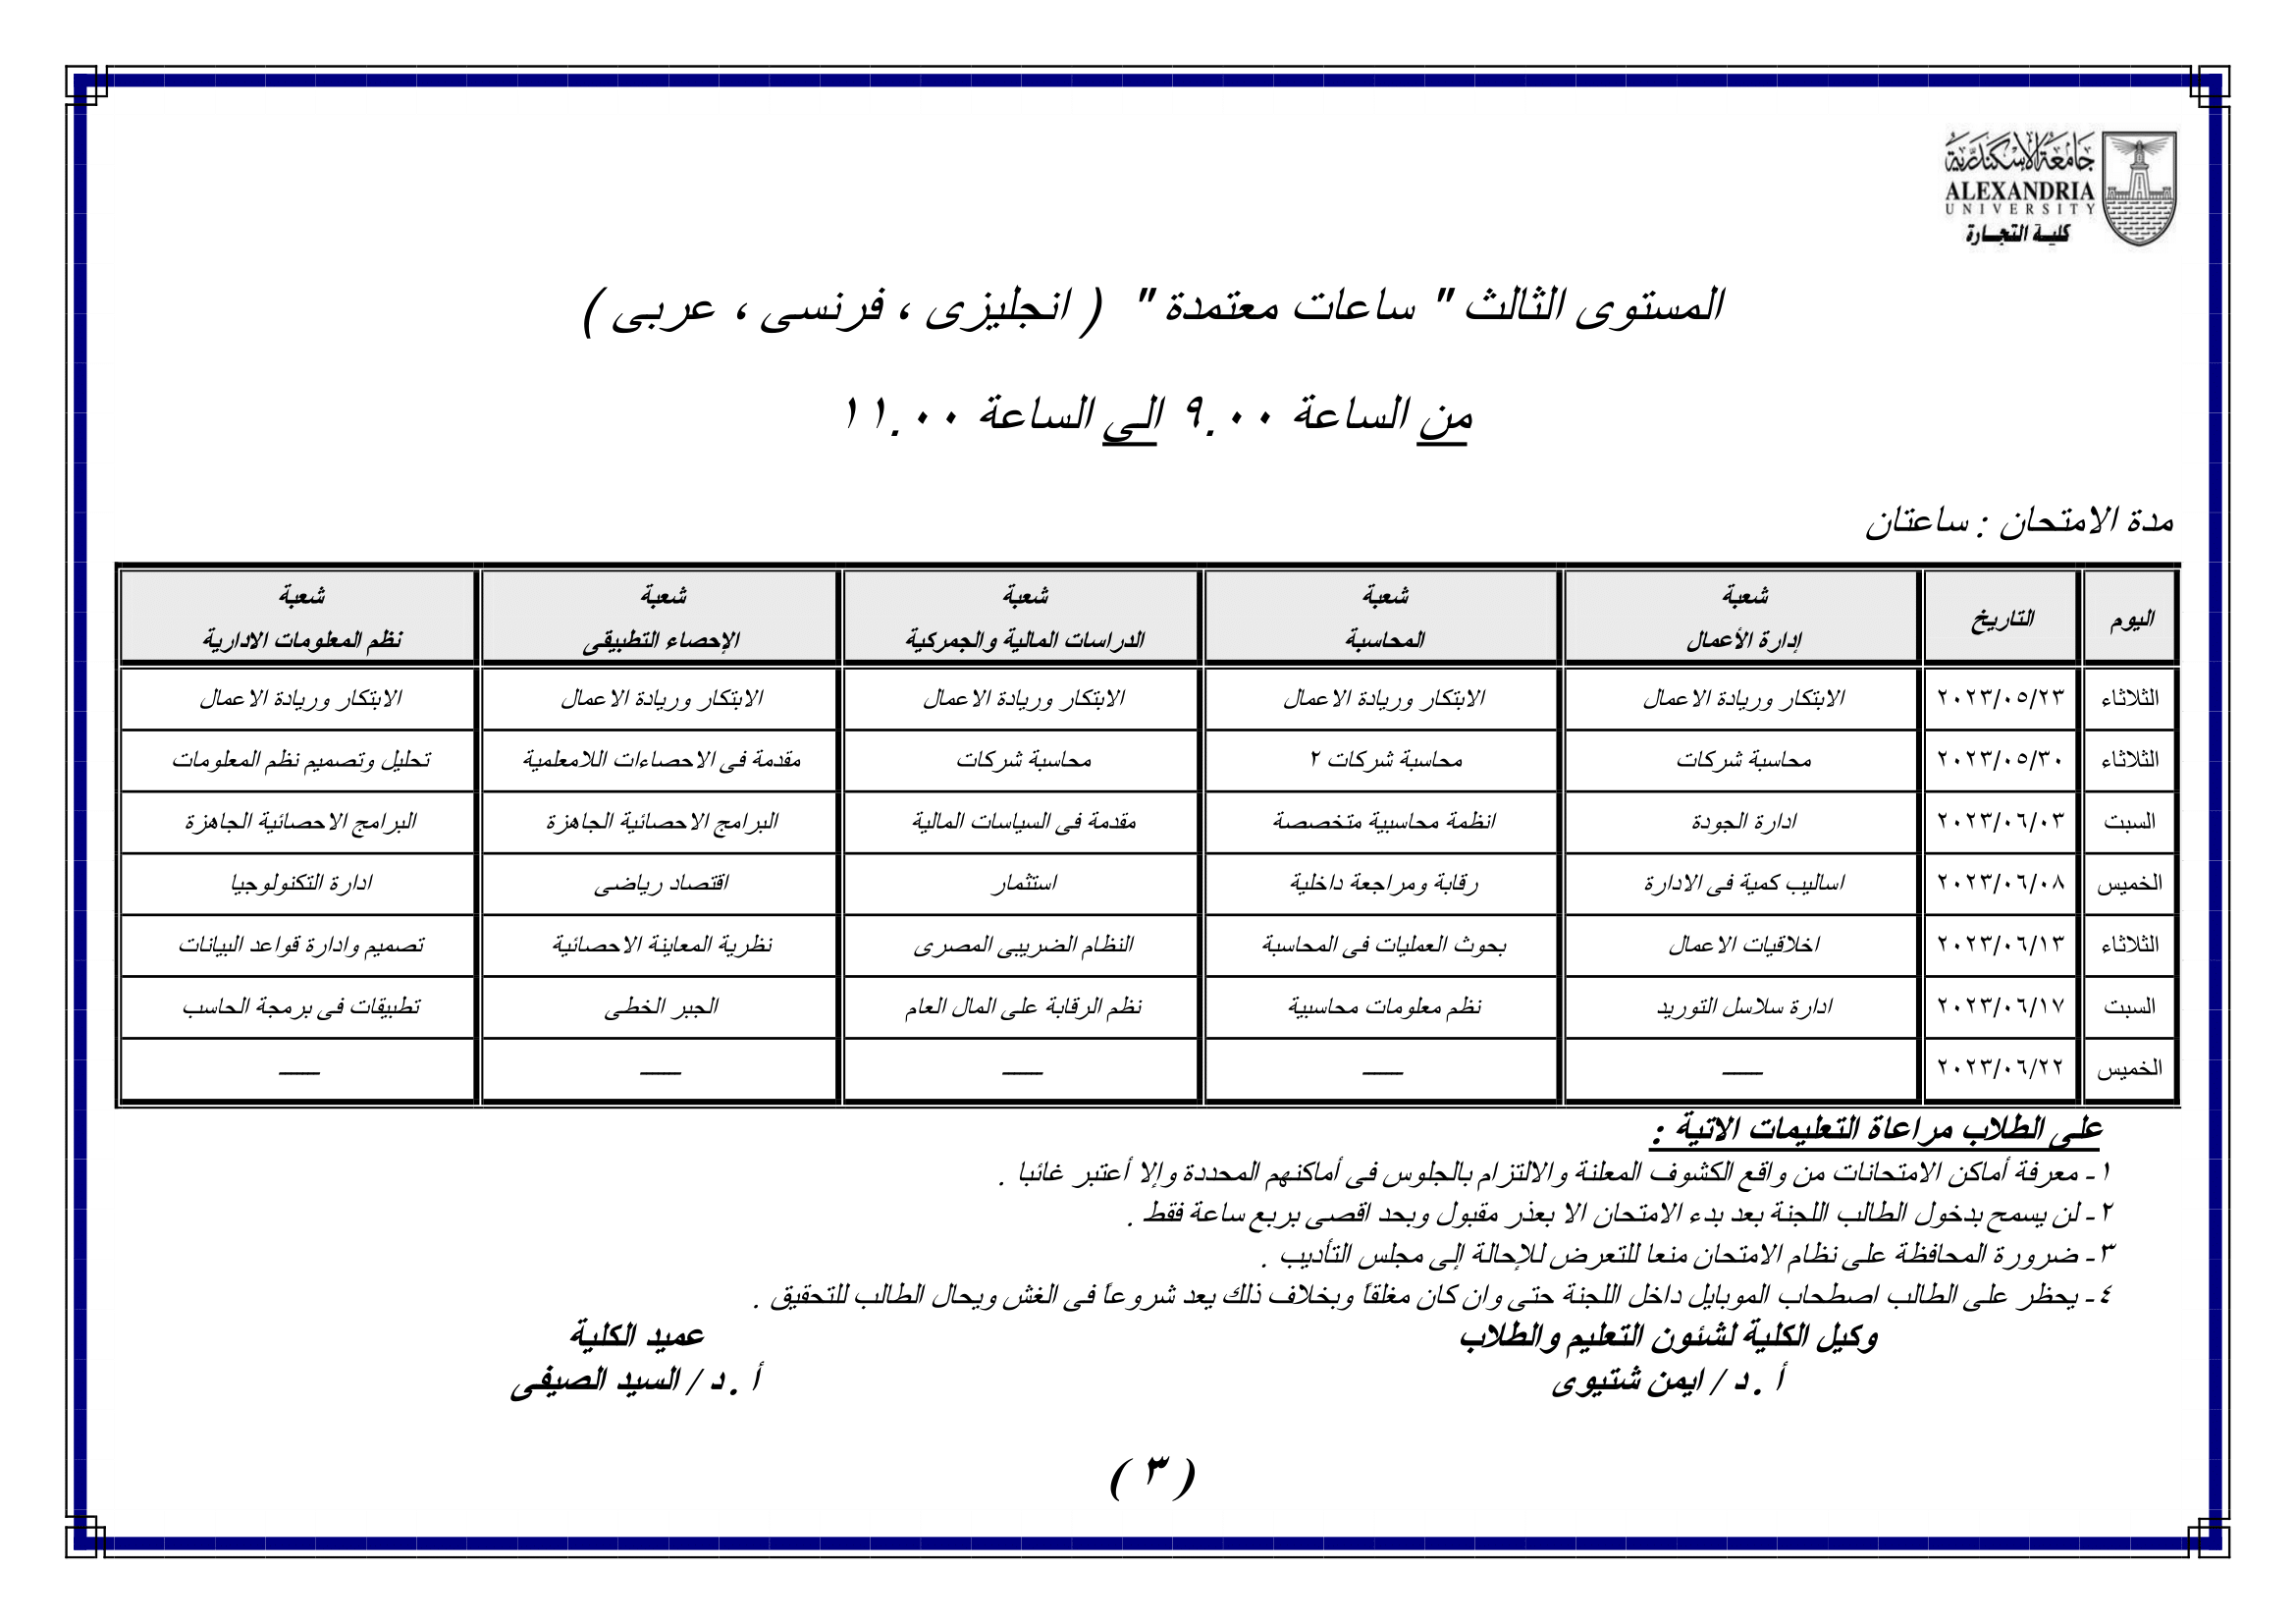 جامعة الإسكندرية
ALEXANDRIA
UNIVERSITY
كليـة التجـارة
المستوى الثالث " ساعات معتمدة " ( انجليزى ، فرنسى ، عربى )
من الساعة ٩.٠٠ الى الساعة ١١.٠٠
مدة الامتحان : ساعتان
اليوم التاريخ شعبة إدارة الأعمال شعبة المحاسبة شعبة الدراسات المالية والجمركية شعبة الإحصاء التطبيقى شعبة نظم المعلومات الادارية
الثلاثاء ٢٠٢٣/٠٥/٢٣ الابتكار وريادة الاعمال الابتكار وريادة الاعمال الابتكار وريادة الاعمال الابتكار وريادة الاعمال الابتكار وريادة الاعمال
الثلاثاء ٢٠٢٣/٠٥/٣٠ محاسبة شركات محاسبة شركات ٢ محاسبة شركات مقدمة فى الاحصاءات اللامعلمية تحليل وتصميم نظم المعلومات
السبت ٢٠٢٣/٠٦/٠٣ ادارة الجودة انظمة محاسبية متخصصة مقدمة فى السياسات المالية البرامج الاحصائية الجاهزة البرامج الاحصائية الجاهزة
الخميس ٢٠٢٣/٠٦/٠٨ اساليب كمية فى الادارة رقابة ومراجعة داخلية استثمار اقتصاد رياضى ادارة التكنولوجيا
الثلاثاء ٢٠٢٣/٠٦/١٣ اخلاقيات الاعمال بحوث العمليات فى المحاسبة النظام الضريبى المصرى نظرية المعاينة الاحصائية تصميم وادارة قواعد البيانات
السبت ٢٠٢٣/٠٦/١٧ ادارة سلاسل التوريد نظم معلومات محاسبية نظم الرقابة على المال العام الجبر الخطى تطبيقات فى برمجة الحاسب
الخميس ٢٠٢٣/٠٦/٢٢ ـــــ ـــــ ـــــ ـــــ ـــــ
على الطلاب مراعاة التعليمات الاتية :
١- معرفة أماكن الامتحانات من واقع الكشوف المعلنة والالتزام بالجلوس فى أماكنهم المحددة وإلا أعتبر غائبا .
٢- لن يسمح بدخول الطالب اللجنة بعد بدء الامتحان الا بعذر مقبول وبحد اقصى بربع ساعة فقط .
٣- ضرورة المحافظة على نظام الامتحان منعا للتعرض للإحالة إلى مجلس التأديب .
٤- يحظر على الطالب اصطحاب الموبايل داخل اللجنة حتى وان كان مغلقاً وبخلاف ذلك يعد شروعاً فى الغش ويحال الطالب للتحقيق .
وكيل الكلية لشئون التعليم والطلاب عميد الكلية
أ . د / ايمن شتيوى أ . د / السيد الصيفى
( ٣ )